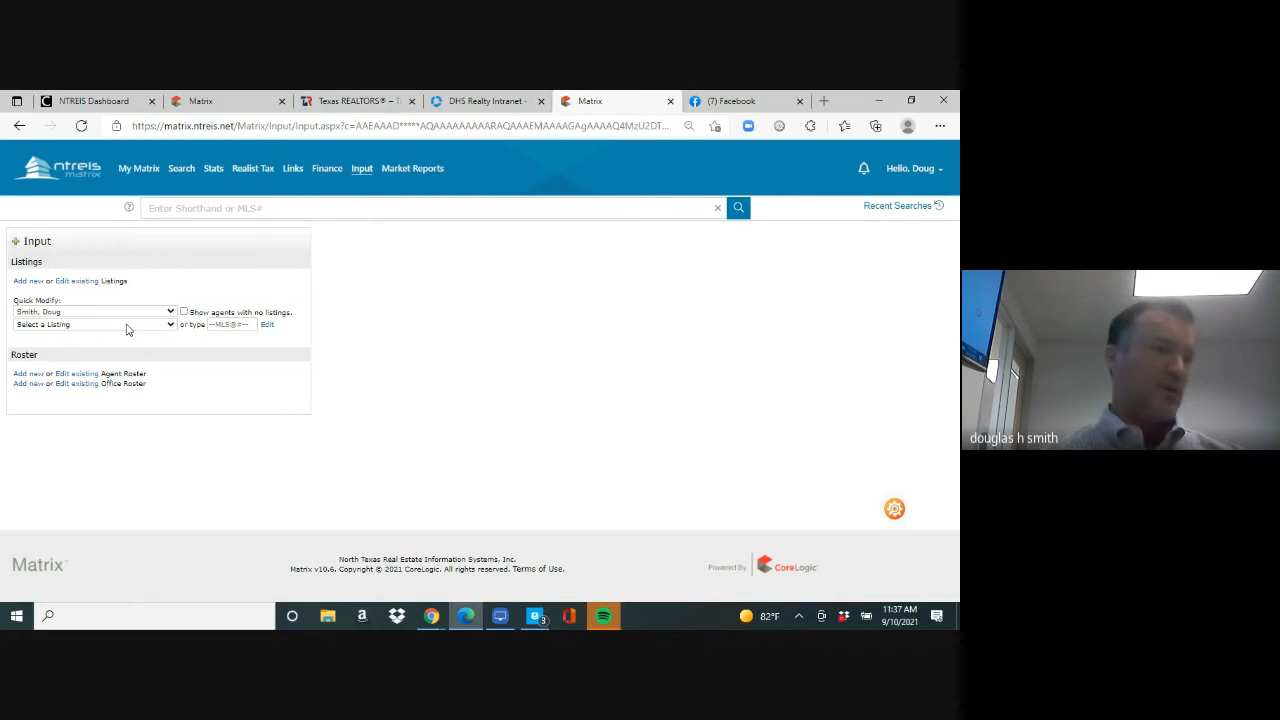 NTREIS Dashboard
Matrix
Texas REALTORS® – T
DHS Realty Intranet -
Matrix
(7) Facebook
https://matrix.ntreis.net/Matrix/Input/Input.aspx?c=AAEAAAD*****AQAAAAAAAAARAQAAAEMAAAAGAgAAAAQ4MzU2DT...
ntreis matrix
My Matrix Search Stats Realist Tax Links Finance Input Market Reports
Hello, Doug
Enter Shorthand or MLS#
Recent Searches
Input
Listings
Add new or Edit existing Listings
Quick Modify:
Smith, Doug
Show agents with no listings.
Select a Listing
or type --MLS®#-- Edit
Roster
Add new or Edit existing Agent Roster
Add new or Edit existing Office Roster
douglas h smith
Matrix
North Texas Real Estate Information Systems, Inc.
Matrix v10.6. Copyright © 2021 CoreLogic. All rights reserved. Terms of Use.
Powered By CoreLogic
3
82°F
11:37 AM
9/10/2021